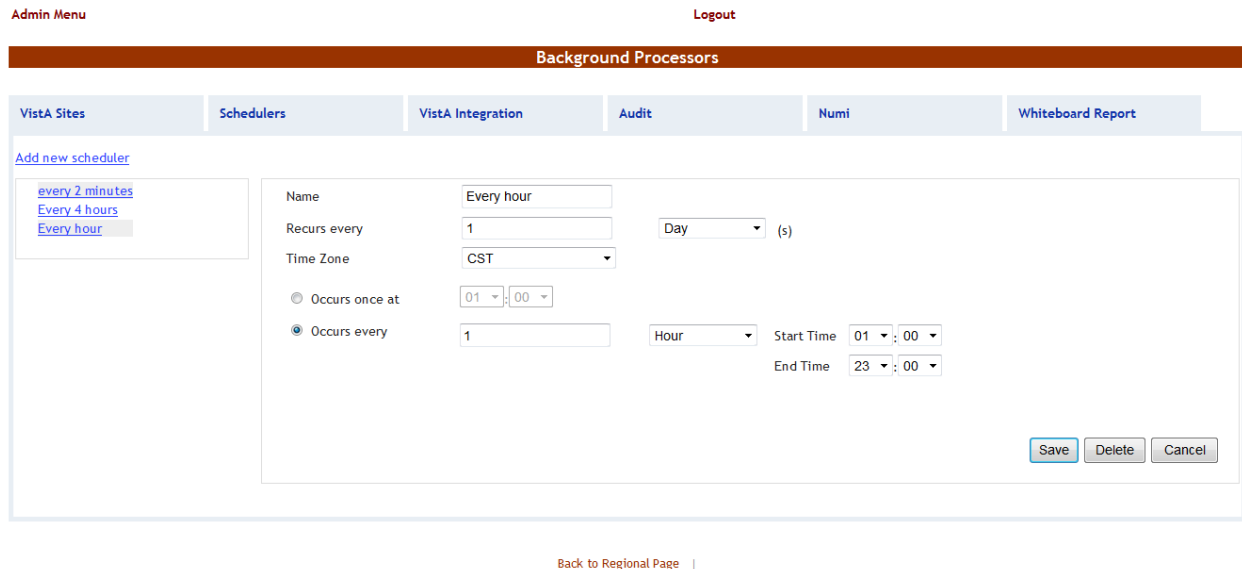 Admin Menu Logout
Background Processors
VistA Sites Schedulers VistA Integration Audit Numi Whiteboard Report
Add new scheduler
every 2 minutes
Every 4 hours
Every hour
Name Every hour
Recurs every 1 Day (s)
Time Zone CST
Occurs once at 01 : 00
Occurs every 1 Hour Start Time 01 : 00
End Time 23 : 00
Save Delete Cancel
Back to Regional Page |